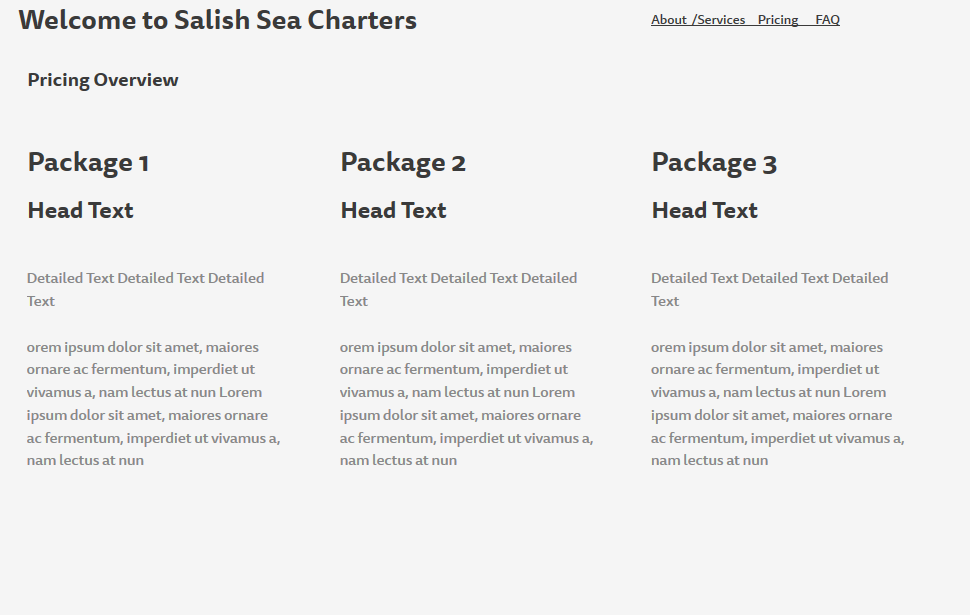 Welcome to Salish Sea Charters
About /Services Pricing FAQ
Pricing Overview
Package 1
Head Text
Detailed Text Detailed Text Detailed
Text
orem ipsum dolor sit amet, maiores
ornare ac fermentum, imperdiet ut
vivamus a, nam lectus at nun Lorem
ipsum dolor sit amet, maiores ornare
ac fermentum, imperdiet ut vivamus a,
nam lectus at nun
Package 2
Head Text
Detailed Text Detailed Text Detailed
Text
orem ipsum dolor sit amet, maiores
ornare ac fermentum, imperdiet ut
vivamus a, nam lectus at nun Lorem
ipsum dolor sit amet, maiores ornare
ac fermentum, imperdiet ut vivamus a,
nam lectus at nun
Package 3
Head Text
Detailed Text Detailed Text Detailed
Text
orem ipsum dolor sit amet, maiores
ornare ac fermentum, imperdiet ut
vivamus a, nam lectus at nun Lorem
ipsum dolor sit amet, maiores ornare
ac fermentum, imperdiet ut vivamus a,
nam lectus at nun